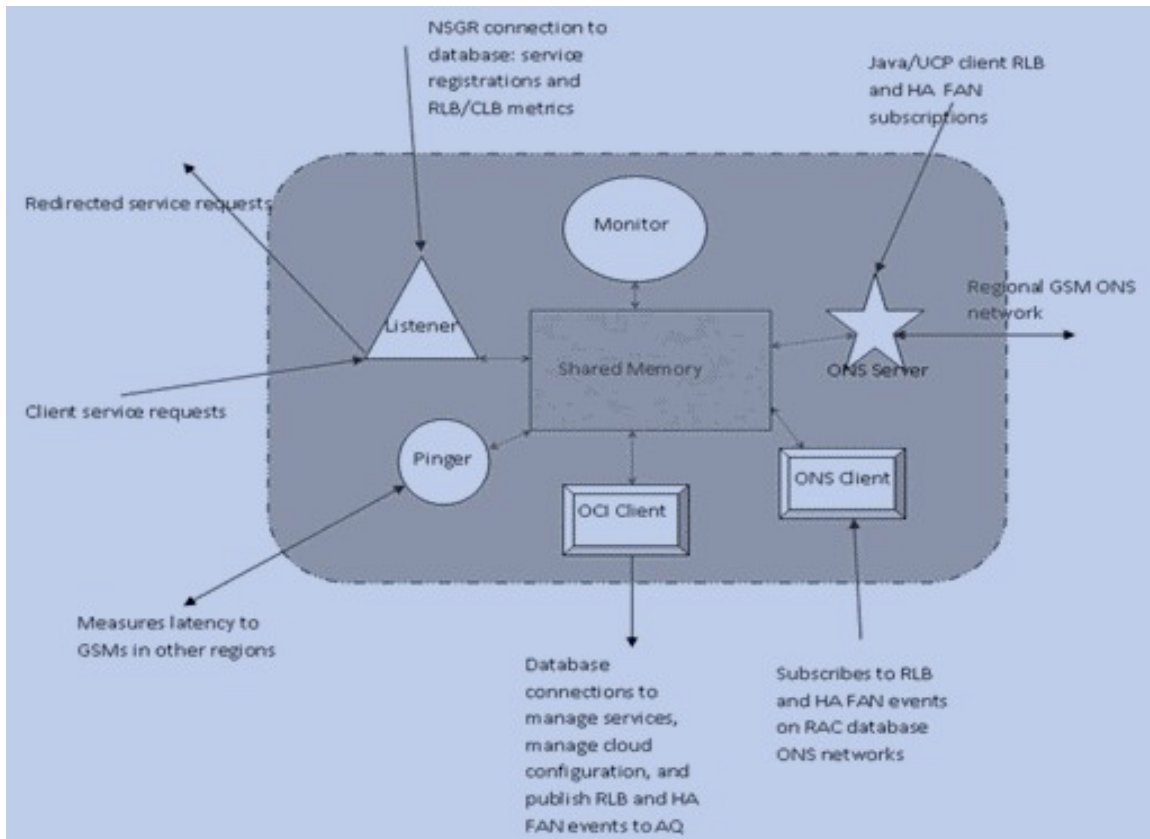 NSGR connection to
database: service
registrations and
RLB/CLB metrics
Java/UCP client RLB
and HA FAN
subscriptions
Redirected service requests
Monitor
Regional GSM ONS
network
Listener
Shared Memory
ONS Server
Client service requests
Pinger
ONS Client
OCI Client
Measures latency to
GSMs in other regions
Database
connections to
manage services,
manage cloud
configuration, and
publish RLB and HA
FAN events to AQ
Subscribes to RLB
and HA FAN events
on RAC database
ONS networks